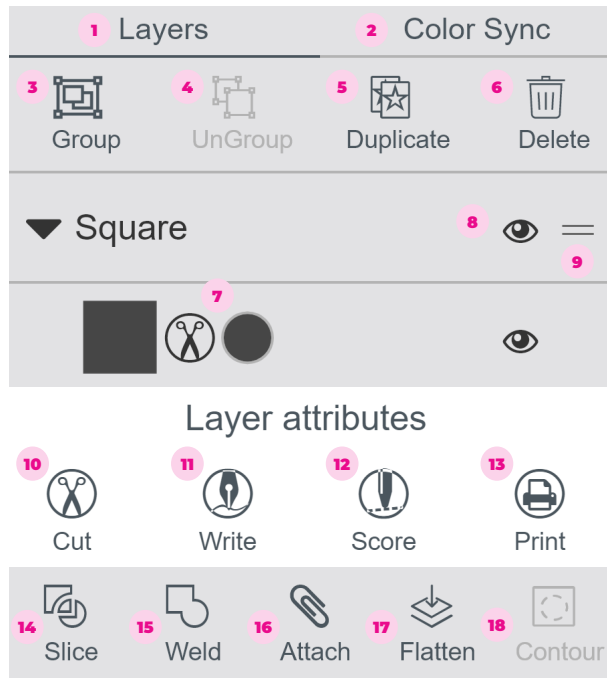 1 Layers 2 Color Sync
3 4 5 6
Group UnGroup Duplicate Delete
Square 8
9
7
Layer attributes
10 11 12 13
Cut Write Score Print
14 15 16 17 18
Slice Weld Attach Flatten Contour